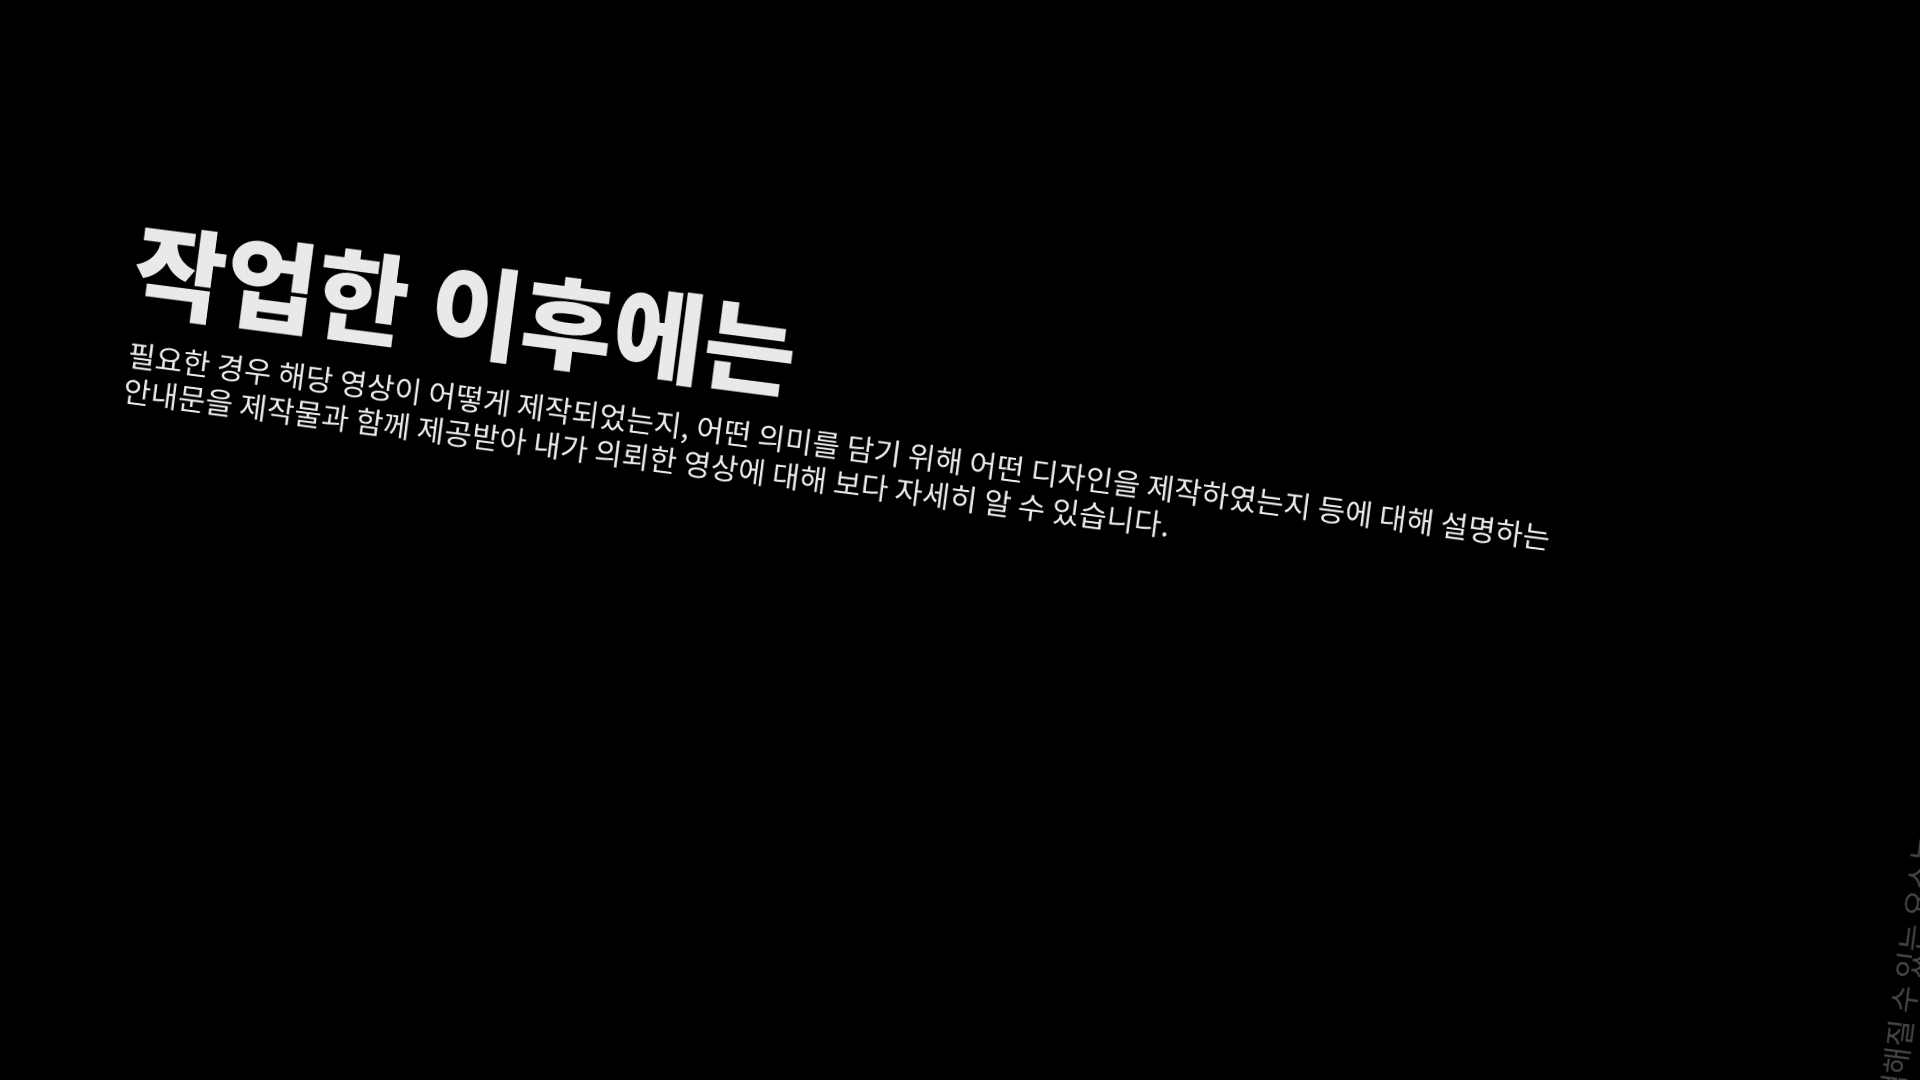 작업한 이후에는
필요한 경우 해당 영상이 어떻게 제작되었는지, 어떤 의미를 담기 위해 어떤 디자인을 제작하였는지 등에 대해 설명하는
안내문을 제작물과 함께 제공받아 내가 의뢰한 영상에 대해 보다 자세히 알 수 있습니다.
수 있는